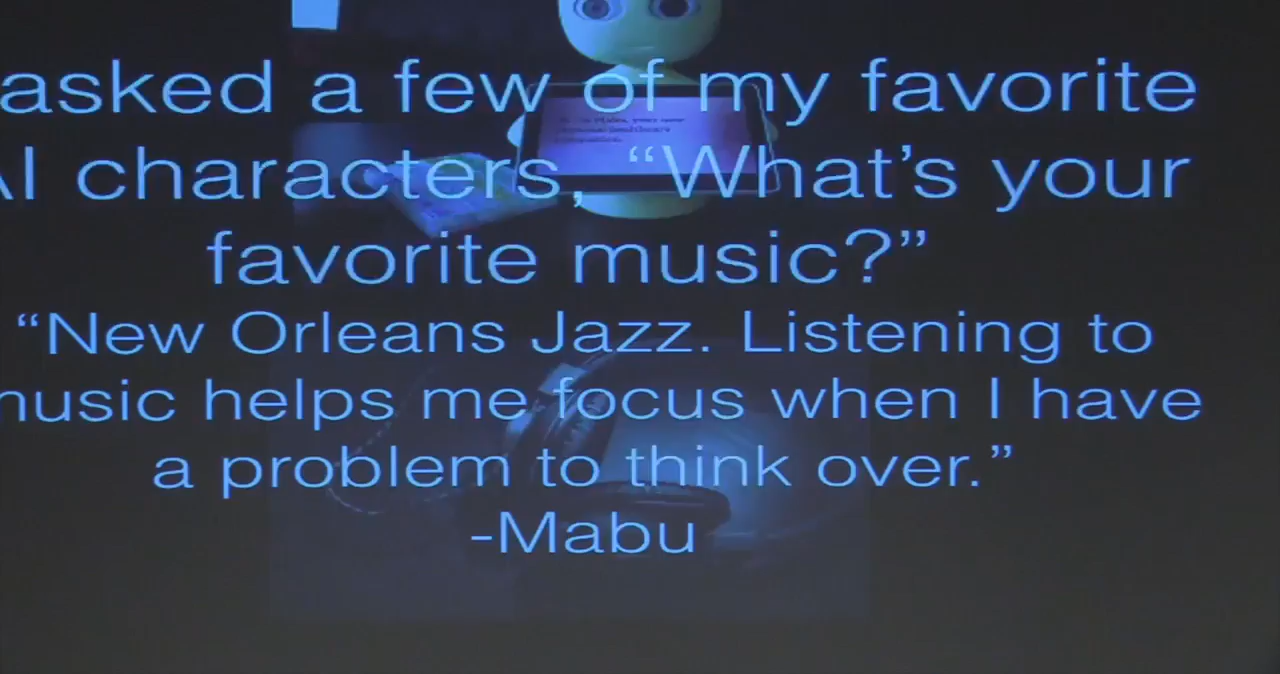 asked a few of my favorite
AI characters, “What’s your
favorite music?”
“New Orleans Jazz. Listening to
music helps me focus when I have
a problem to think over.”
-Mabu